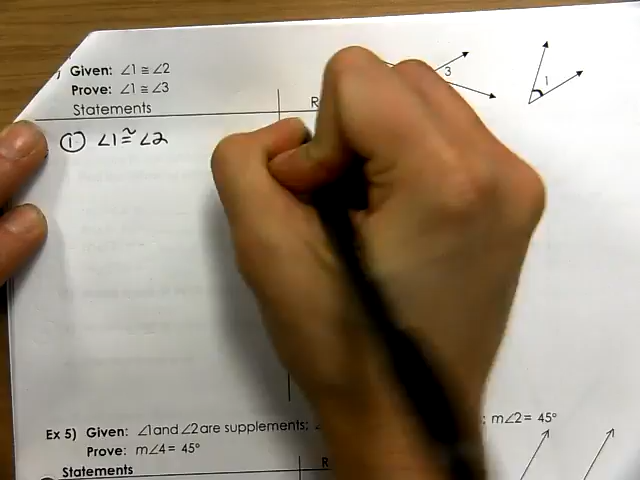 Given: ∠1 ≅ ∠2
Prove: ∠1 ≅ ∠3
3
1
Statements
① ∠1 ≅ ∠2
Ex 5) Given: ∠1 and ∠2 are supplements; m∠2 = 45°
Prove: m∠4 = 45°
Statements